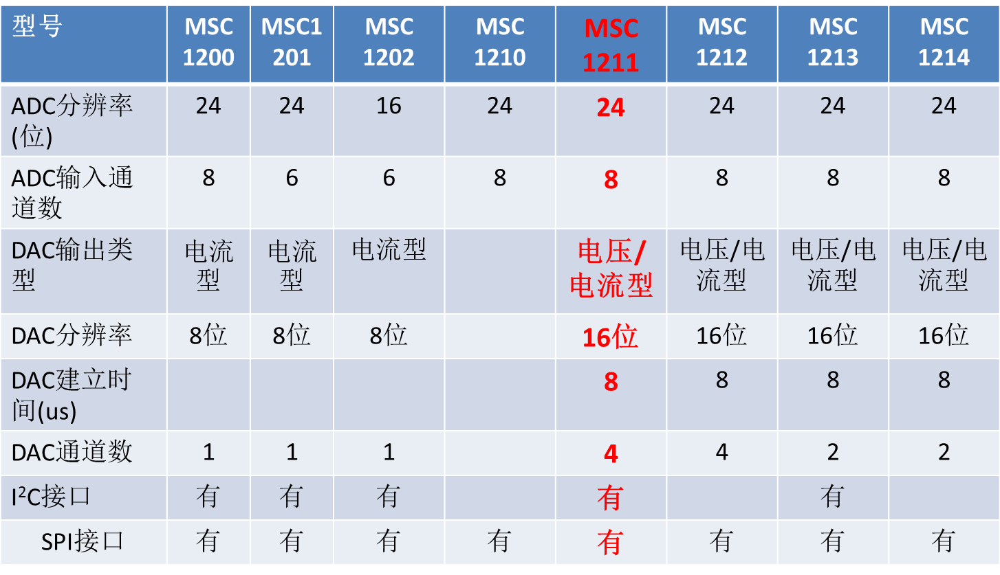 型号 MSC MSC1 MSC MSC MSC MSC MSC MSC
1200 201 1202 1210 1211 1212 1213 1214
ADC分辨率 24 24 16 24 24 24 24 24
(位)
ADC输入通 8 6 6 8 8 8 8 8
道数
DAC输出类 电流 电流 电流型 电压/ 电压/电 电压/电 电压/电
型 型 型 电流型 流型 流型 流型
DAC分辨率 8位 8位 8位 16位 16位 16位 16位
DAC建立时 8 8 8 8
间(us)
DAC通道数 1 1 1 4 4 2 2
I²C接口 有 有 有 有 有
SPI接口 有 有 有 有 有 有 有 有